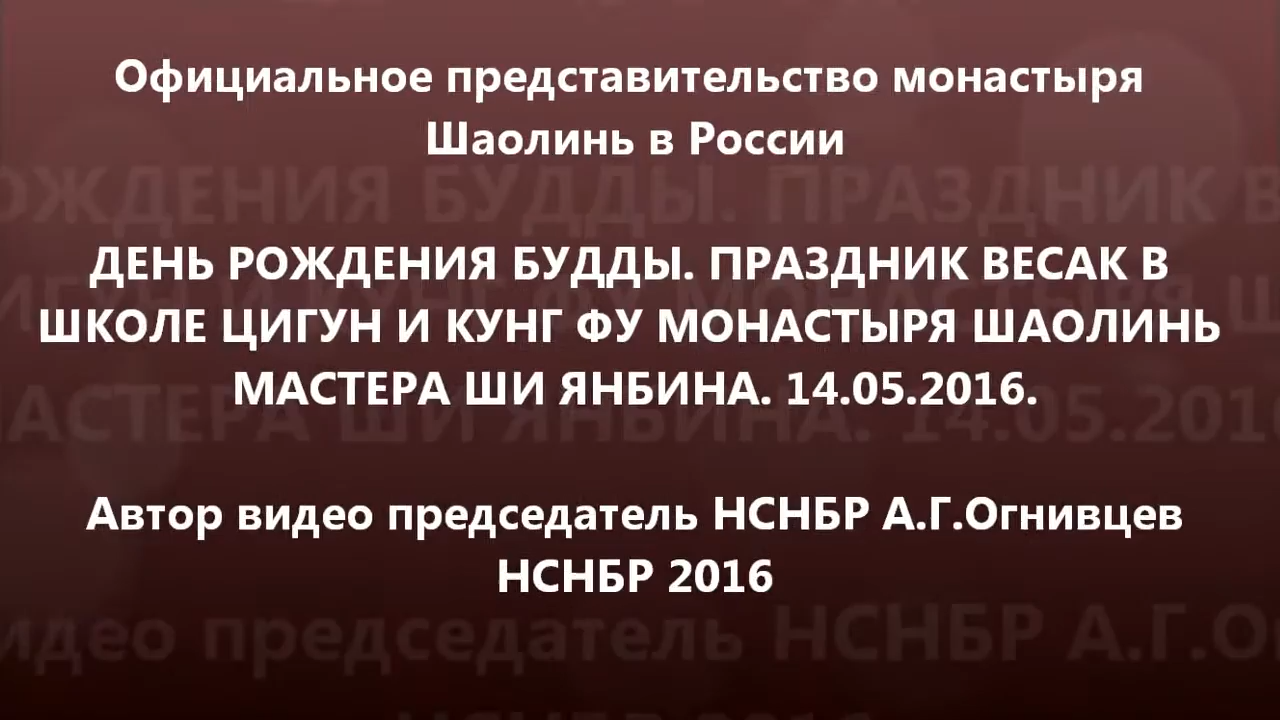 Официальное представительство монастыря
Шаолинь в России
ДЕНЬ РОЖДЕНИЯ БУДДЫ. ПРАЗДНИК ВЕСАК В
ШКОЛЕ ЦИГУН И КУНГ ФУ МОНАСТЫРЯ ШАОЛИНЬ
МАСТЕРА ШИ ЯНБИНА. 14.05.2016.
Автор видео председатель НСНБР А.Г.Огнивцев
НСНБР 2016